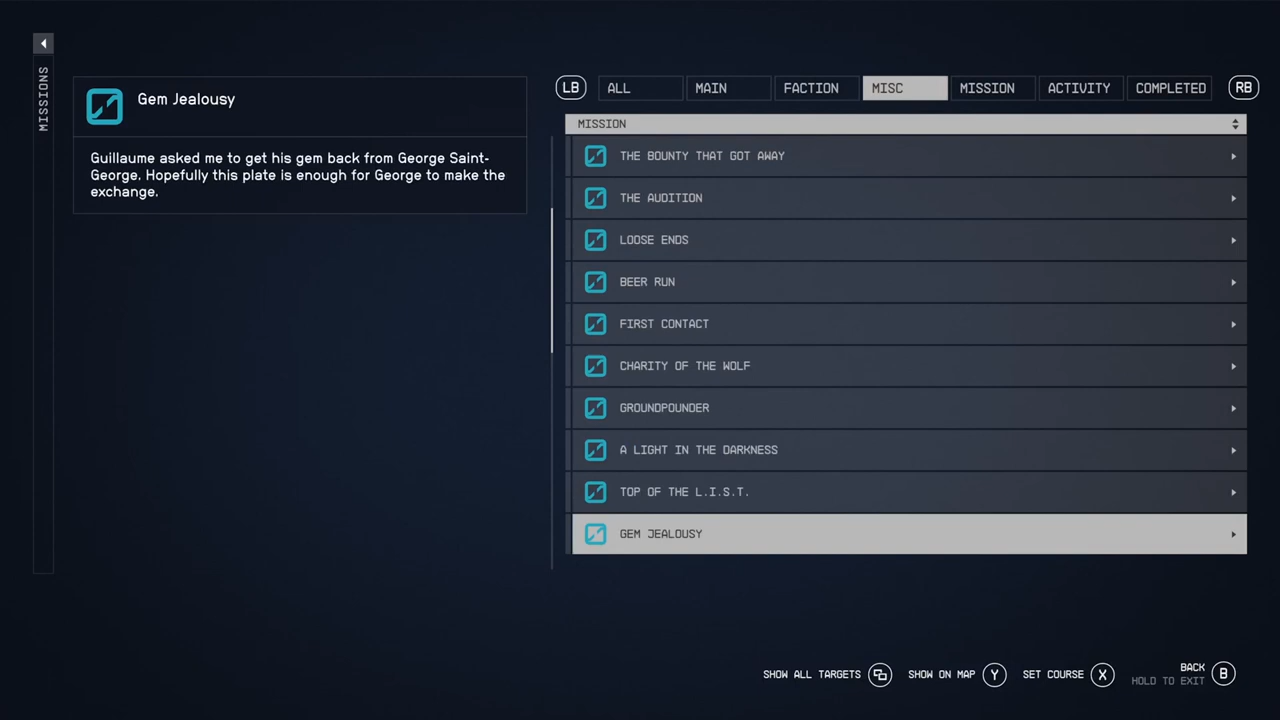 MISSIONS
Gem Jealousy
Guillaume asked me to get his gem back from George Saint-
George. Hopefully this plate is enough for George to make the
exchange.
LB
ALL
MAIN
FACTION
MISC
MISSION
ACTIVITY
COMPLETED
RB
MISSION
THE BOUNTY THAT GOT AWAY
THE AUDITION
LOOSE ENDS
BEER RUN
FIRST CONTACT
CHARITY OF THE WOLF
GROUNDPOUNDER
A LIGHT IN THE DARKNESS
TOP OF THE L.I.S.T.
GEM JEALOUSY
SHOW ALL TARGETS
SHOW ON MAP Y
SET COURSE X
BACK B
HOLD TO EXIT